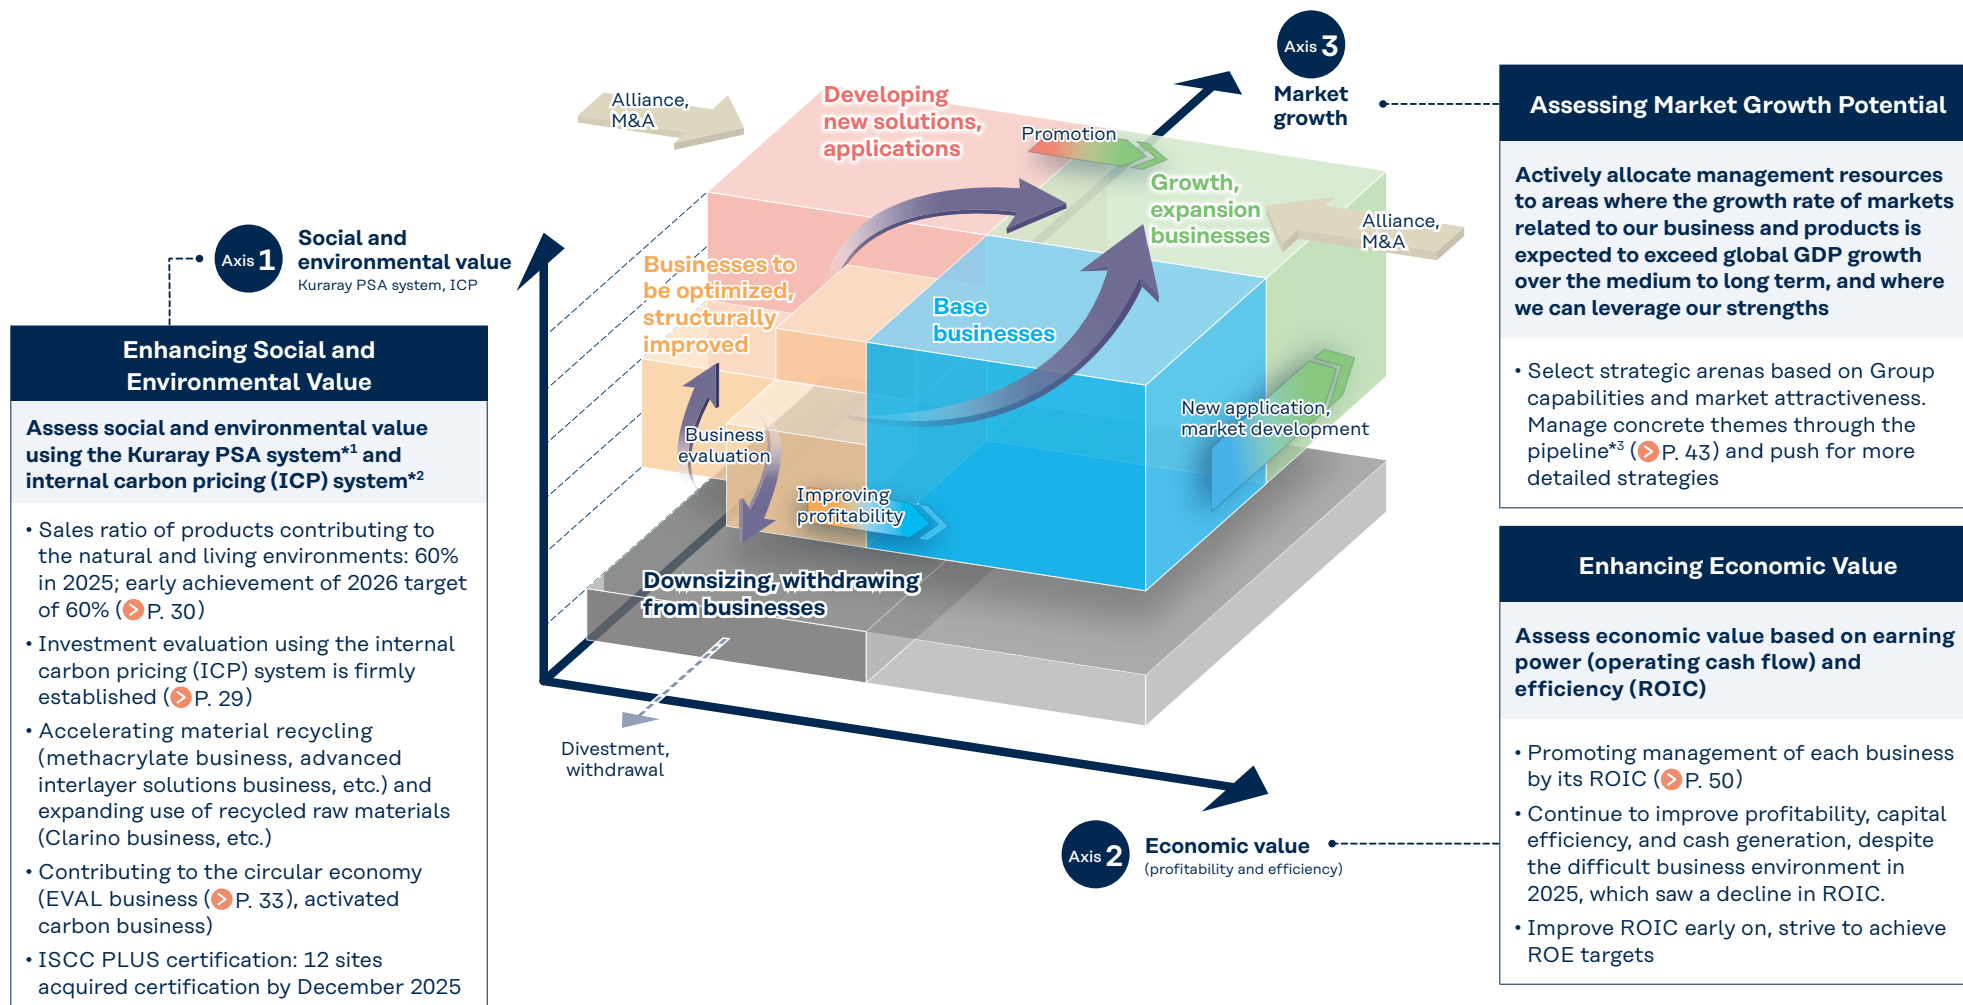 Axis 1
Social and
environmental value
Kuraray PSA system, ICP
Enhancing Social and
Environmental Value
Assess social and environmental value
using the Kuraray PSA system*1 and
internal carbon pricing (ICP) system*2
• Sales ratio of products contributing to
the natural and living environments: 60%
in 2025; early achievement of 2026 target
of 60% (P. 30)
• Investment evaluation using the internal
carbon pricing (ICP) system is firmly
established (P. 29)
• Accelerating material recycling
(methacrylate business, advanced
interlayer solutions business, etc.) and
expanding use of recycled raw materials
(Clarino business, etc.)
• Contributing to the circular economy
(EVAL business (P. 33), activated
carbon business)
• ISCC PLUS certification: 12 sites
acquired certification by December 2025
Alliance,
M&A
Developing
new solutions,
applications
Promotion
Growth,
expansion
businesses
Alliance,
M&A
Businesses to
be optimized,
structurally
improved
Base
businesses
Business
evaluation
Improving
profitability
New application,
market development
Downsizing, withdrawing
from businesses
Divestment,
withdrawal
Axis 2
Economic value
(profitability and efficiency)
Axis 3
Market
growth
Assessing Market Growth Potential
Actively allocate management resources
to areas where the growth rate of markets
related to our business and products is
expected to exceed global GDP growth
over the medium to long term, and where
we can leverage our strengths
• Select strategic arenas based on Group
capabilities and market attractiveness.
Manage concrete themes through the
pipeline*3 (P. 43) and push for more
detailed strategies
Enhancing Economic Value
Assess economic value based on earning
power (operating cash flow) and
efficiency (ROIC)
• Promoting management of each business
by its ROIC (P. 50)
• Continue to improve profitability, capital
efficiency, and cash generation, despite
the difficult business environment in
2025, which saw a decline in ROIC.
• Improve ROIC early on, strive to achieve
ROE targets